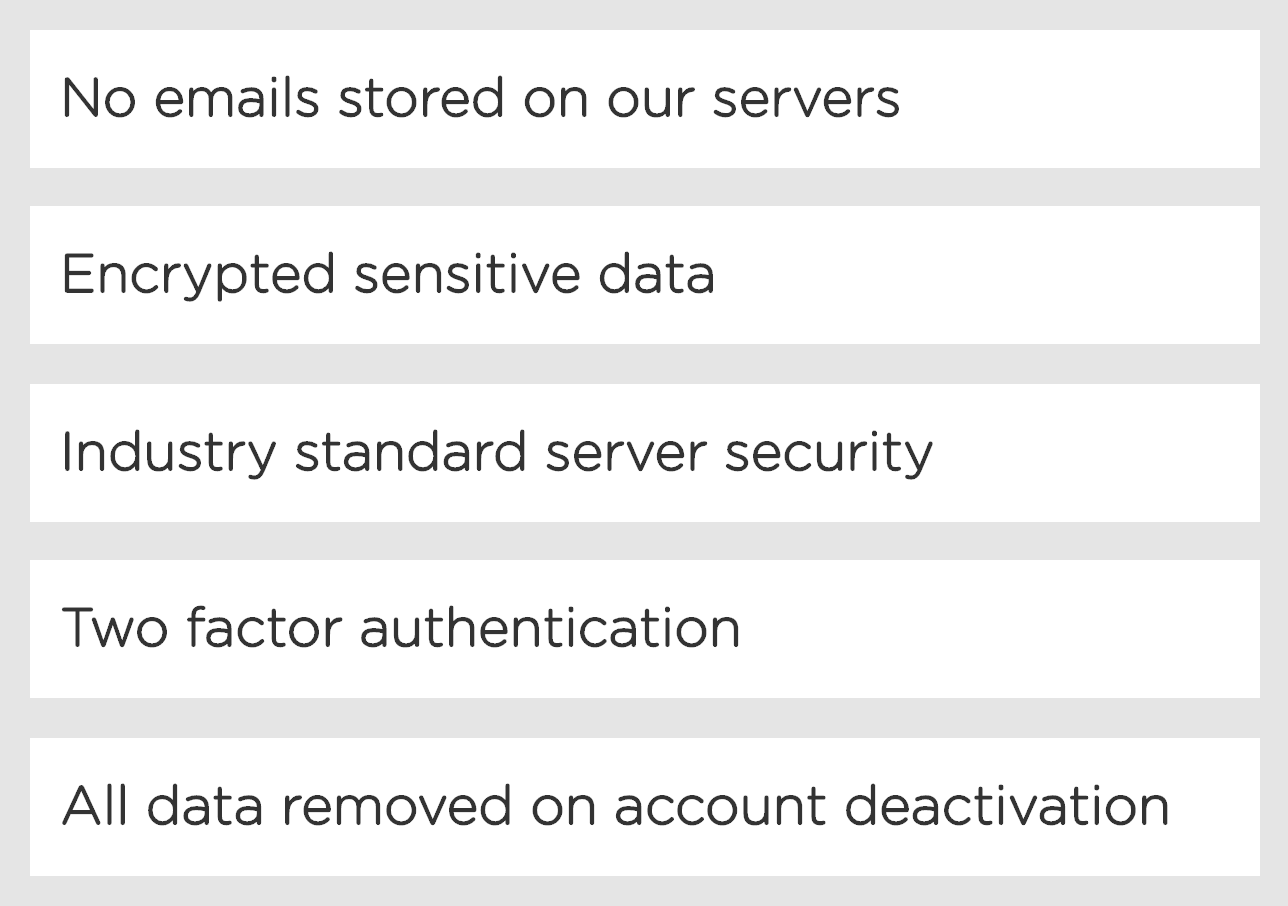 No emails stored on our servers
Encrypted sensitive data
Industry standard server security
Two factor authentication
All data removed on account deactivation